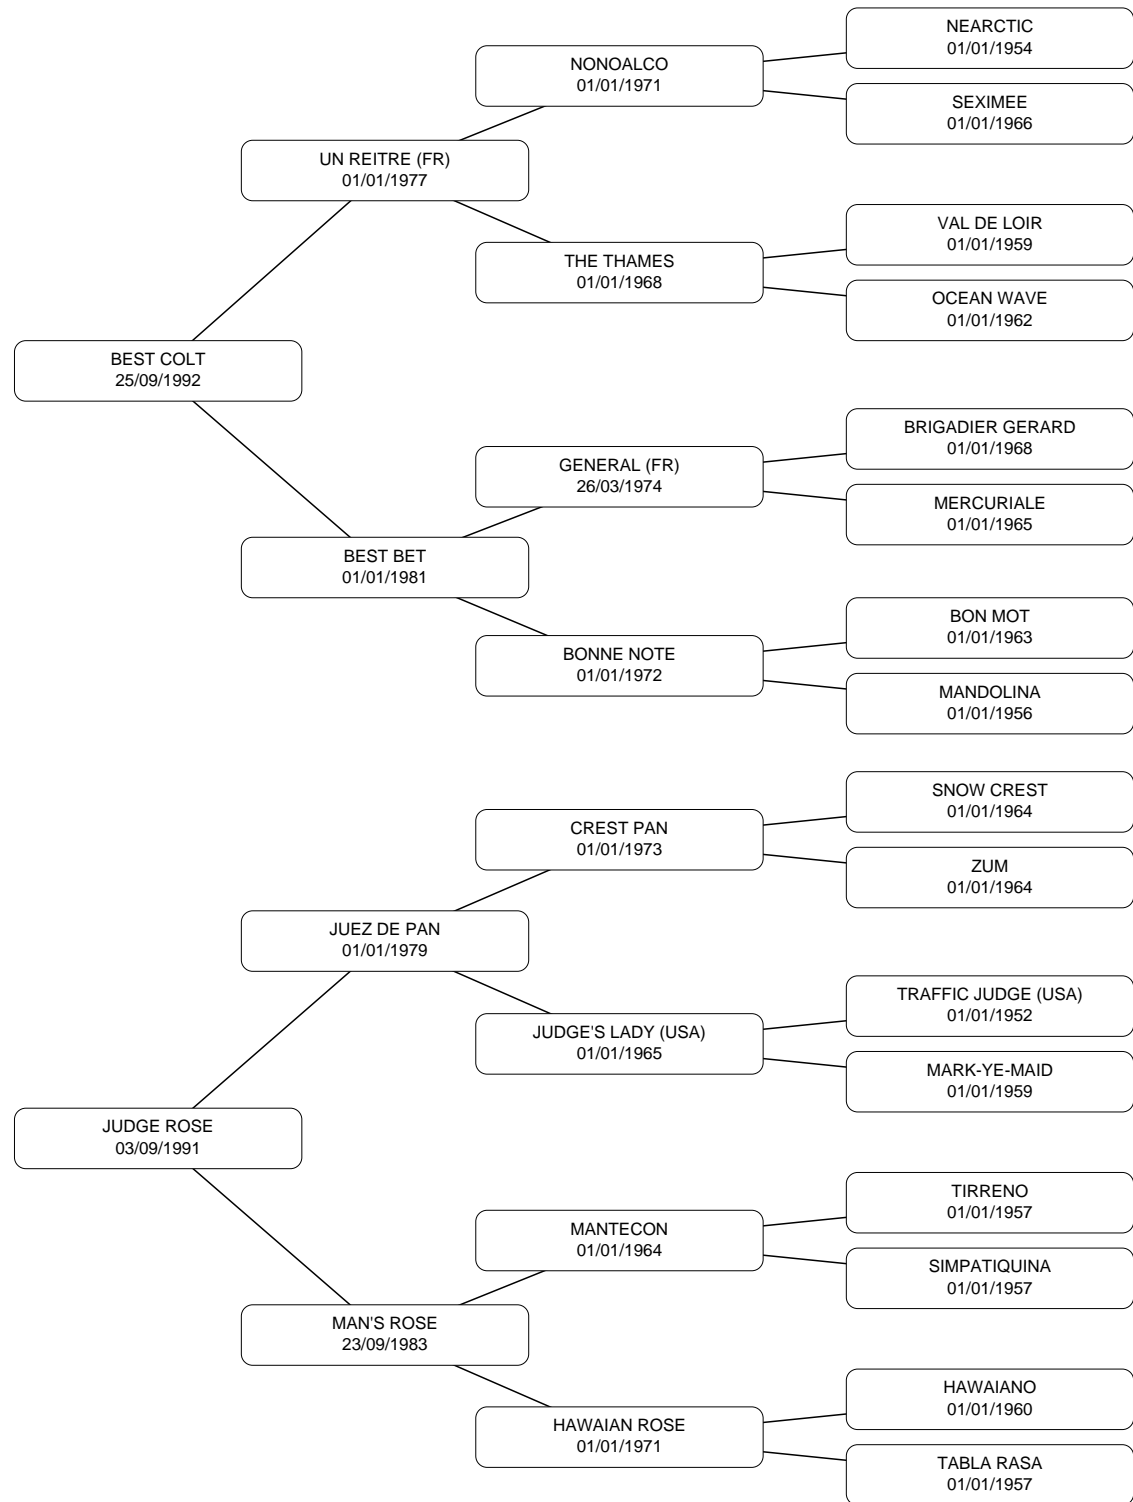 NEARCTIC
01/01/1954
NONOALCO
01/01/1971
SEXIMEE
01/01/1966
UN REITRE (FR)
01/01/1977
VAL DE LOIR
01/01/1959
THE THAMES
01/01/1968
OCEAN WAVE
01/01/1962
BEST COLT
25/09/1992
BRIGADIER GERARD
01/01/1968
GENERAL (FR)
26/03/1974
MERCURIALE
01/01/1965
BEST BET
01/01/1981
BON MOT
01/01/1963
BONNE NOTE
01/01/1972
MANDOLINA
01/01/1956
SNOW CREST
01/01/1964
CREST PAN
01/01/1973
ZUM
01/01/1964
JUEZ DE PAN
01/01/1979
TRAFFIC JUDGE (USA)
01/01/1952
JUDGE'S LADY (USA)
01/01/1965
MARK-YE-MAID
01/01/1959
JUDGE ROSE
03/09/1991
TIRRENO
01/01/1957
MANTECON
01/01/1964
SIMPATIQUINA
01/01/1957
MAN'S ROSE
23/09/1983
HAWAIANO
01/01/1960
HAWAIAN ROSE
01/01/1971
TABLA RASA
01/01/1957